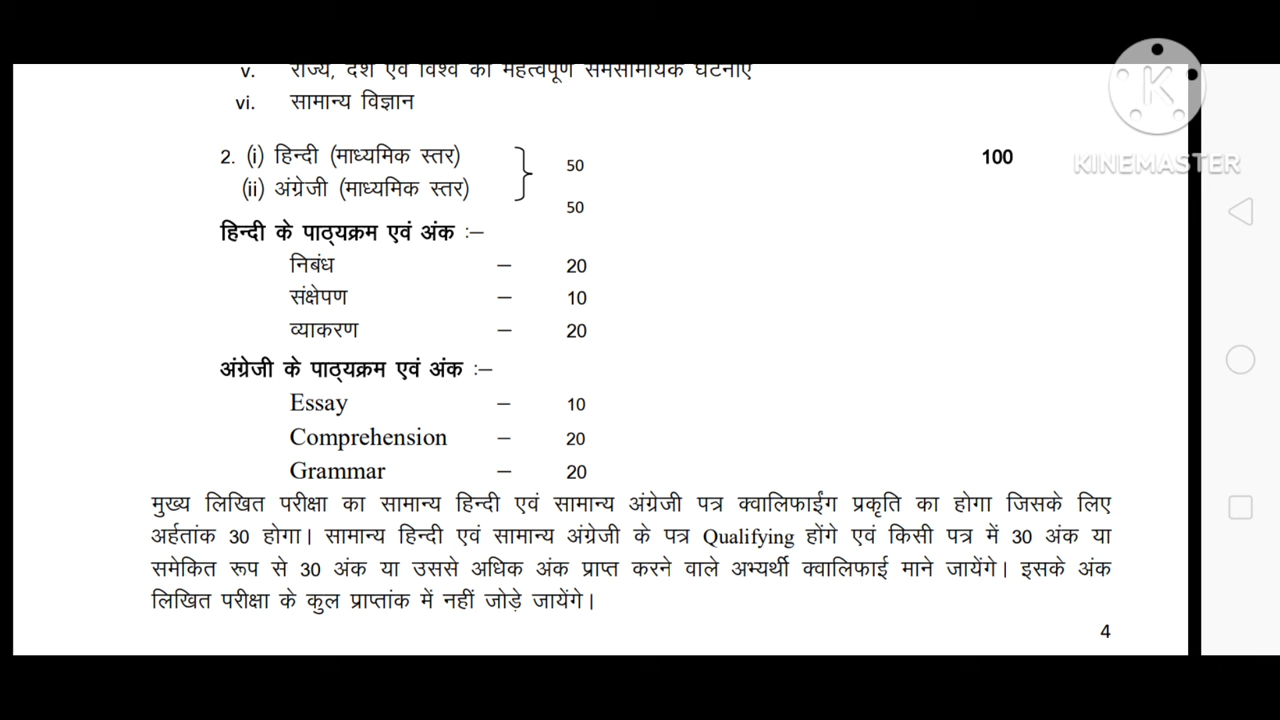 v. राज्य, देश एवं विश्व की महत्वपूर्ण समसामयिक घटनाएँ
vi. सामान्य विज्ञान
2. (i) हिन्दी (माध्यमिक स्तर) 50 100
(ii) अंग्रेजी (माध्यमिक स्तर) 50
हिन्दी के पाठ्यक्रम एवं अंक :–
निबंध – 20
संक्षेपण – 10
व्याकरण – 20
अंग्रेजी के पाठ्यक्रम एवं अंक :–
Essay – 10
Comprehension – 20
Grammar – 20
मुख्य लिखित परीक्षा का सामान्य हिन्दी एवं सामान्य अंग्रेजी पत्र क्वालिफाईंग प्रकृति का होगा जिसके लिए
अर्हतांक 30 होगा। सामान्य हिन्दी एवं सामान्य अंग्रेजी के पत्र Qualifying होंगे एवं किसी पत्र में 30 अंक या
समेकित रूप से 30 अंक या उससे अधिक अंक प्राप्त करने वाले अभ्यर्थी क्वालिफाई माने जायेंगे। इसके अंक
लिखित परीक्षा के कुल प्राप्तांक में नहीं जोड़े जायेंगे।
4
K
KINEMASTER